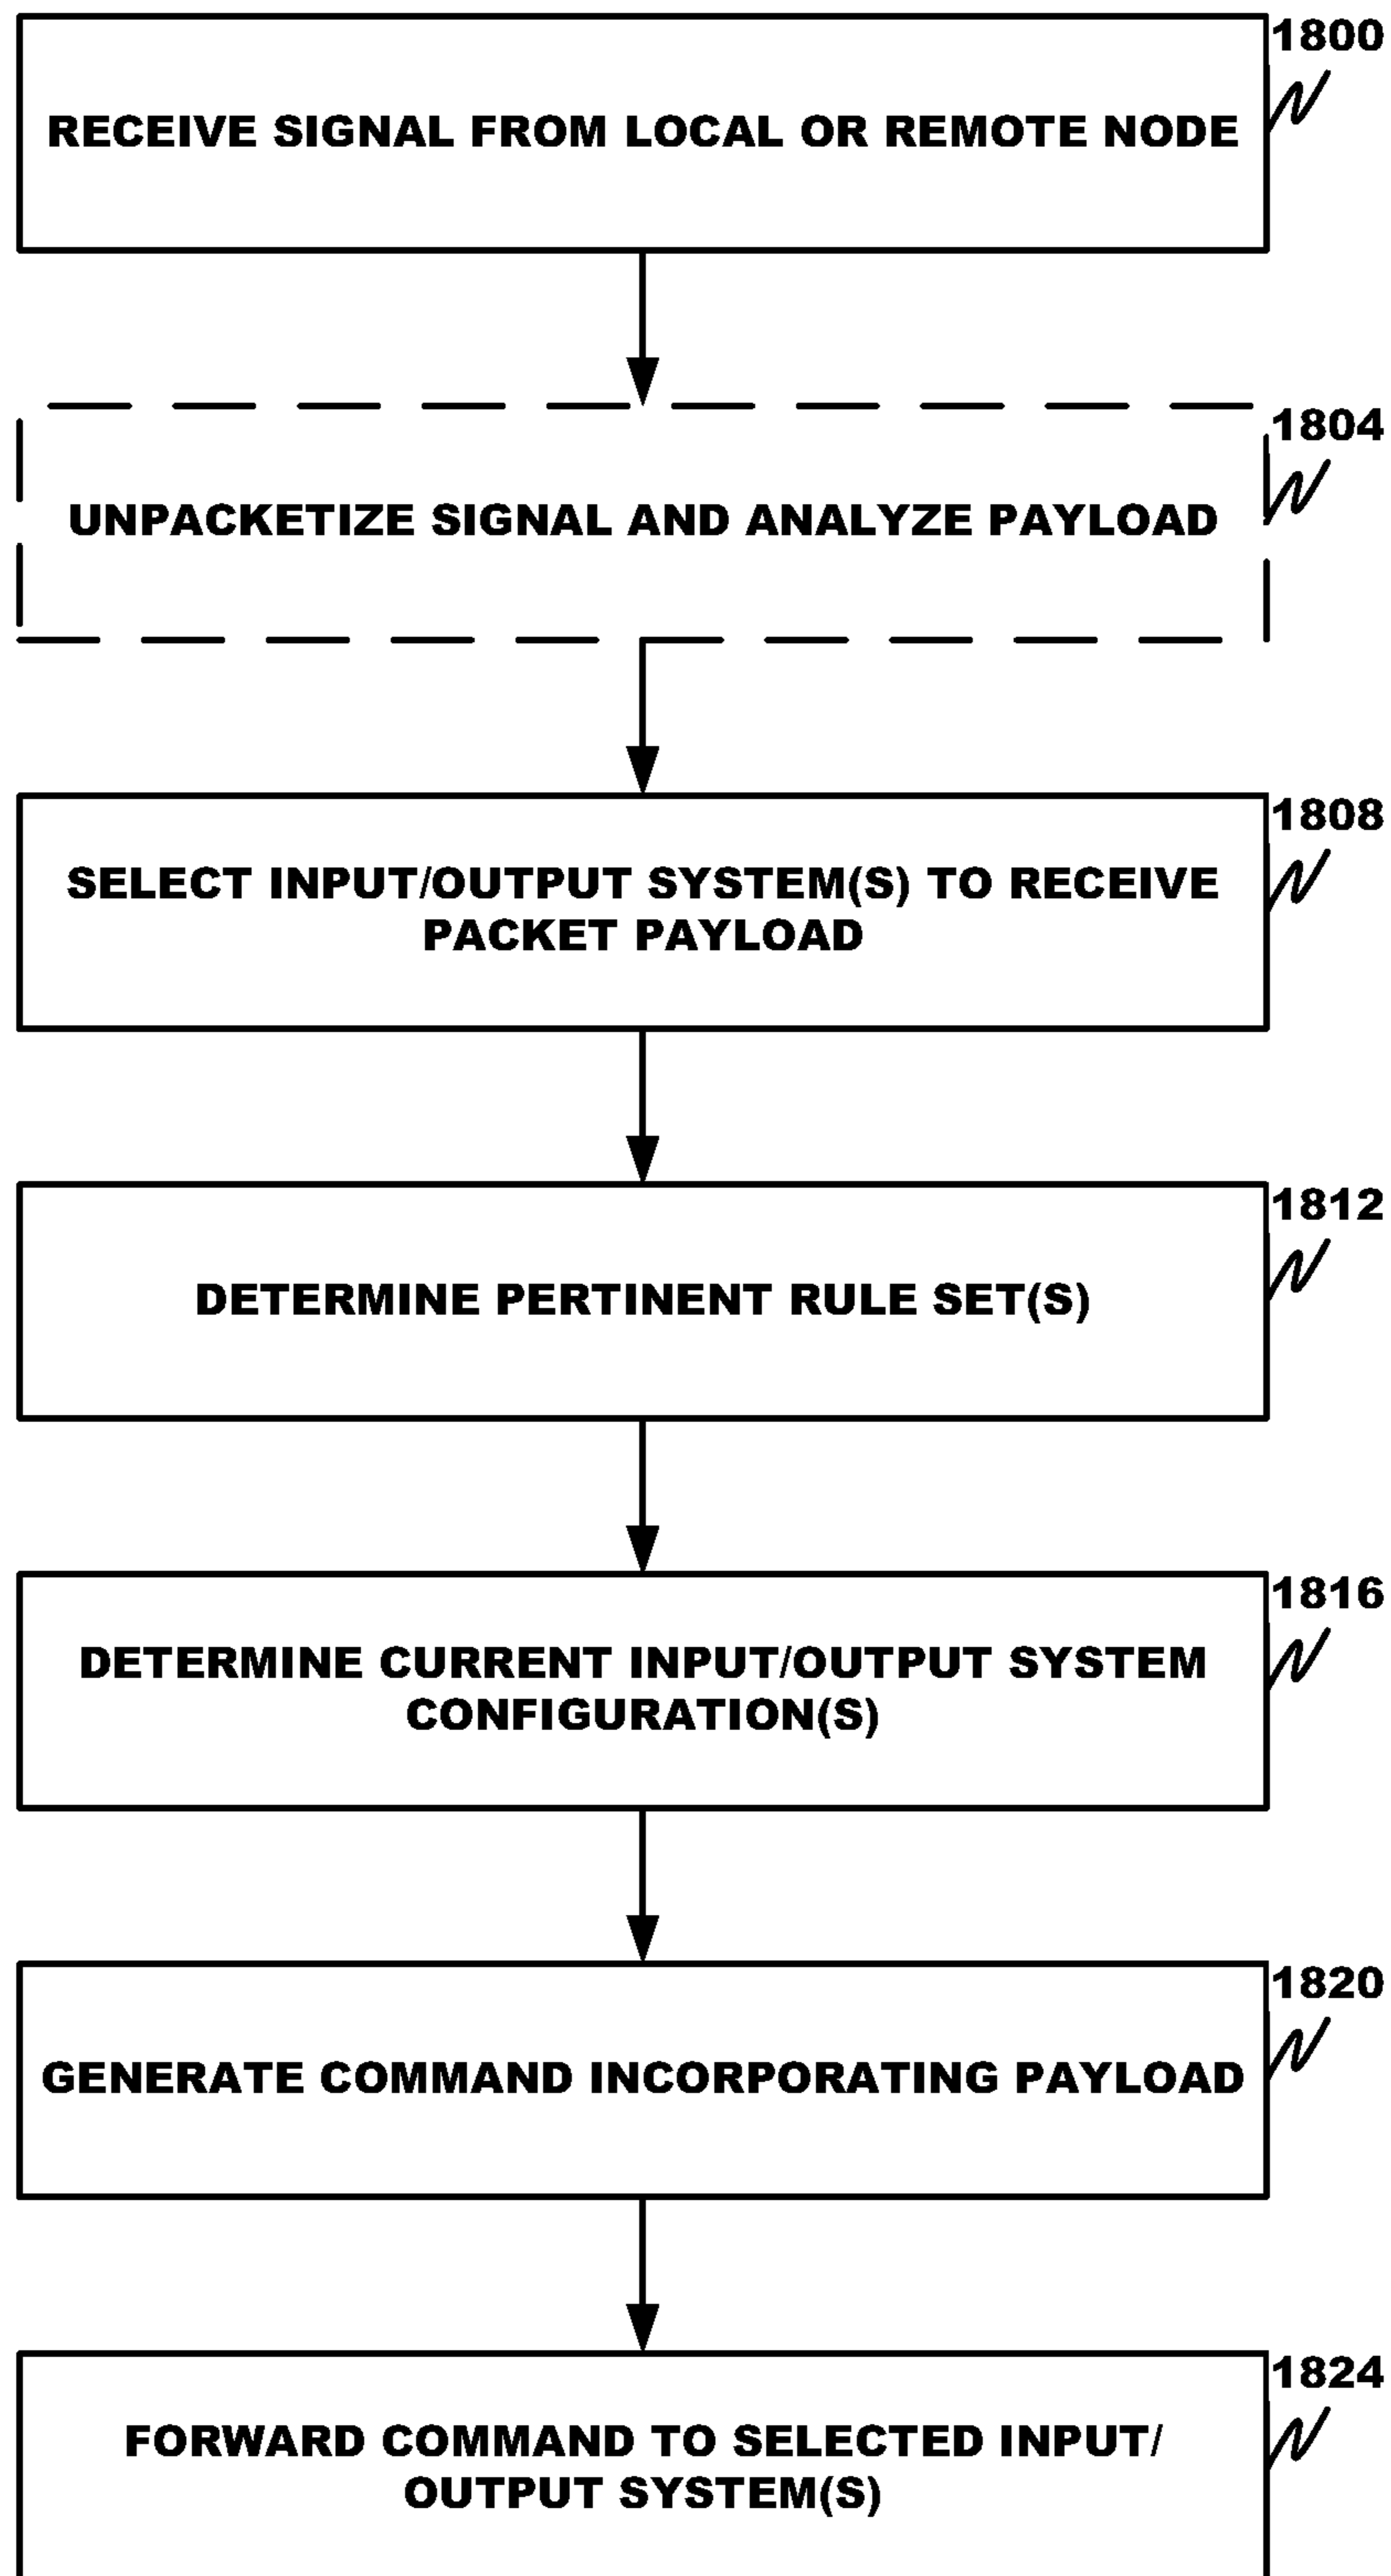 1800
RECEIVE SIGNAL FROM LOCAL OR REMOTE NODE
1804
UNPACKETIZE SIGNAL AND ANALYZE PAYLOAD
1808
SELECT INPUT/OUTPUT SYSTEM(S) TO RECEIVE
PACKET PAYLOAD
1812
DETERMINE PERTINENT RULE SET(S)
1816
DETERMINE CURRENT INPUT/OUTPUT SYSTEM
CONFIGURATION(S)
1820
GENERATE COMMAND INCORPORATING PAYLOAD
1824
FORWARD COMMAND TO SELECTED INPUT/
OUTPUT SYSTEM(S)